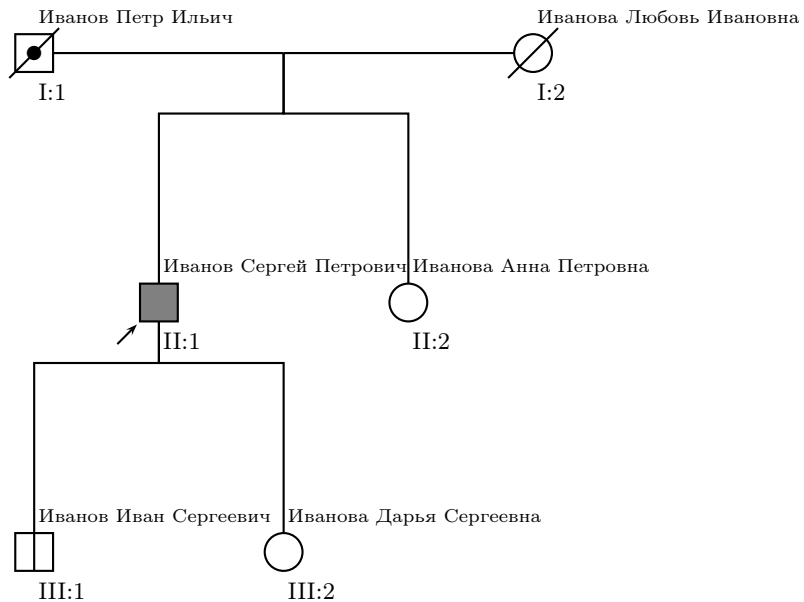 Иванов Петр Ильич
Иванова Любовь Ивановна
I:1
I:2
Иванов Сергей Петрович
Иванова Анна Петровна
II:1
II:2
Иванов Иван Сергеевич
Иванова Дарья Сергеевна
III:1
III:2